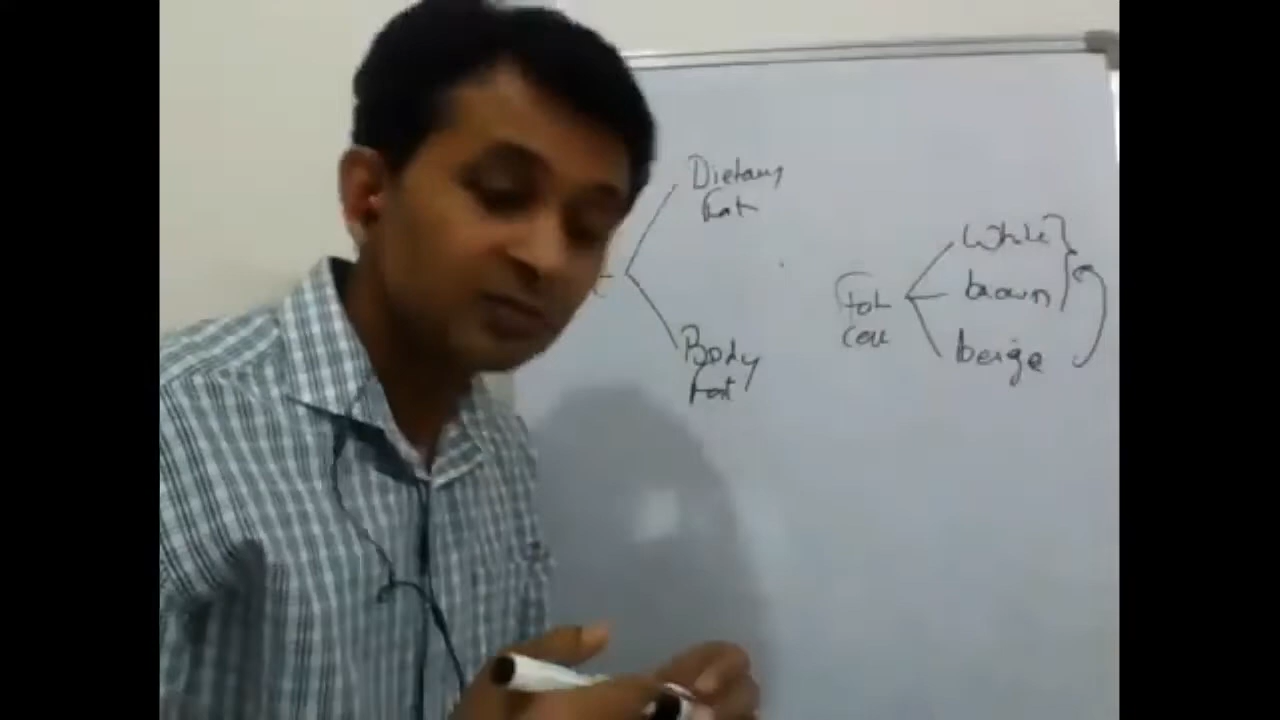 Dietary
Fat
Body
Fat
Fat
Cell
White
brown
beige